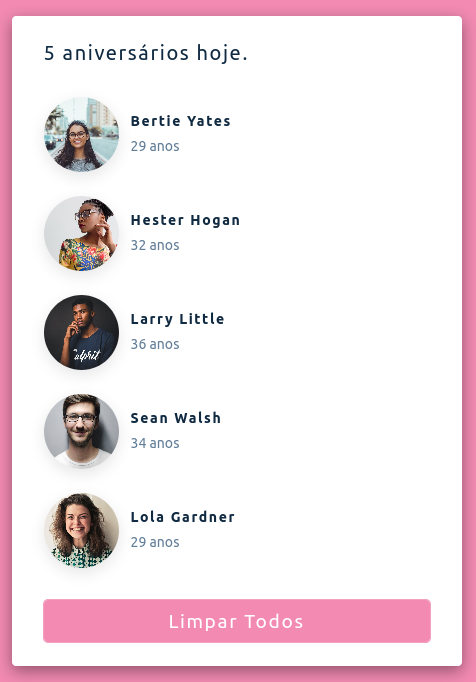 5 aniversários hoje.
Bertie Yates
29 anos
Hester Hogan
32 anos
Larry Little
36 anos
Sean Walsh
34 anos
Lola Gardner
29 anos
Limpar Todos